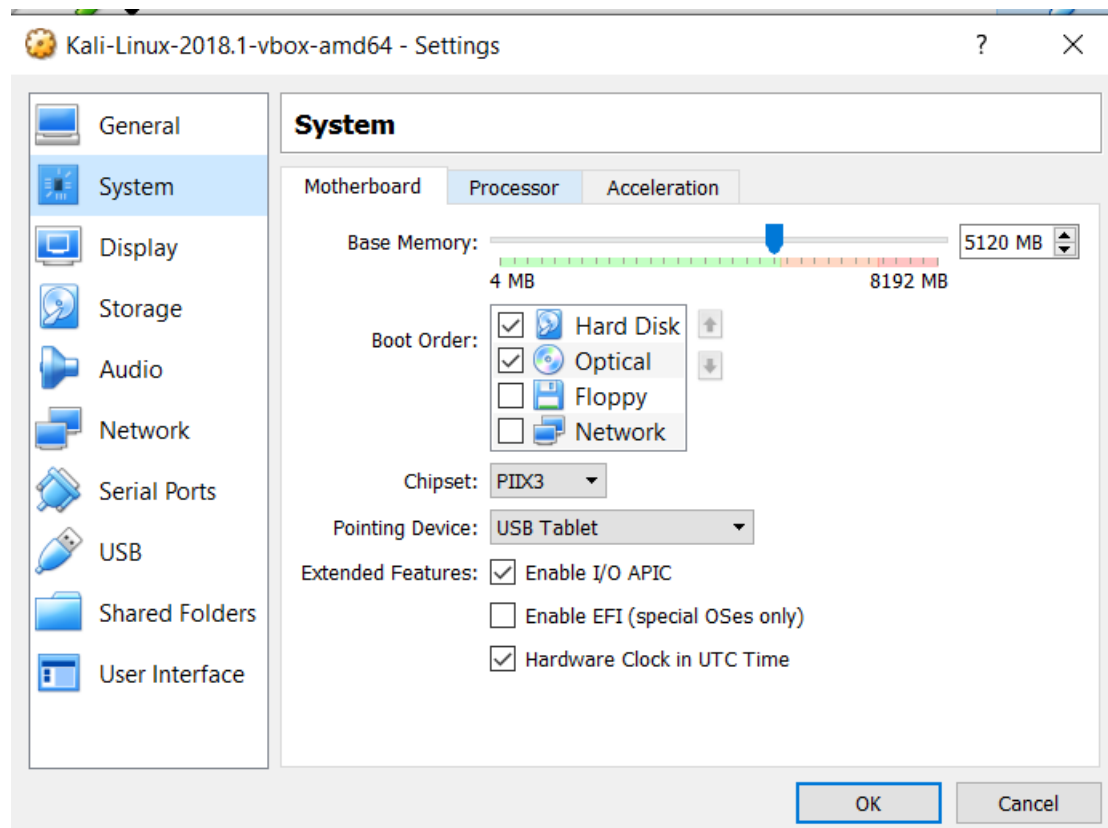 Kali-Linux-2018.1-vbox-amd64 - Settings ? ×
General
System
Display
Storage
Audio
Network
Serial Ports
USB
Shared Folders
User Interface
System
Motherboard Processor Acceleration
Base Memory: 5120 MB
4 MB 8192 MB
Boot Order:
Hard Disk
Optical
Floppy
Network
Chipset: PIIX3
Pointing Device: USB Tablet
Extended Features: Enable I/O APIC
Enable EFI (special OSes only)
Hardware Clock in UTC Time
OK Cancel